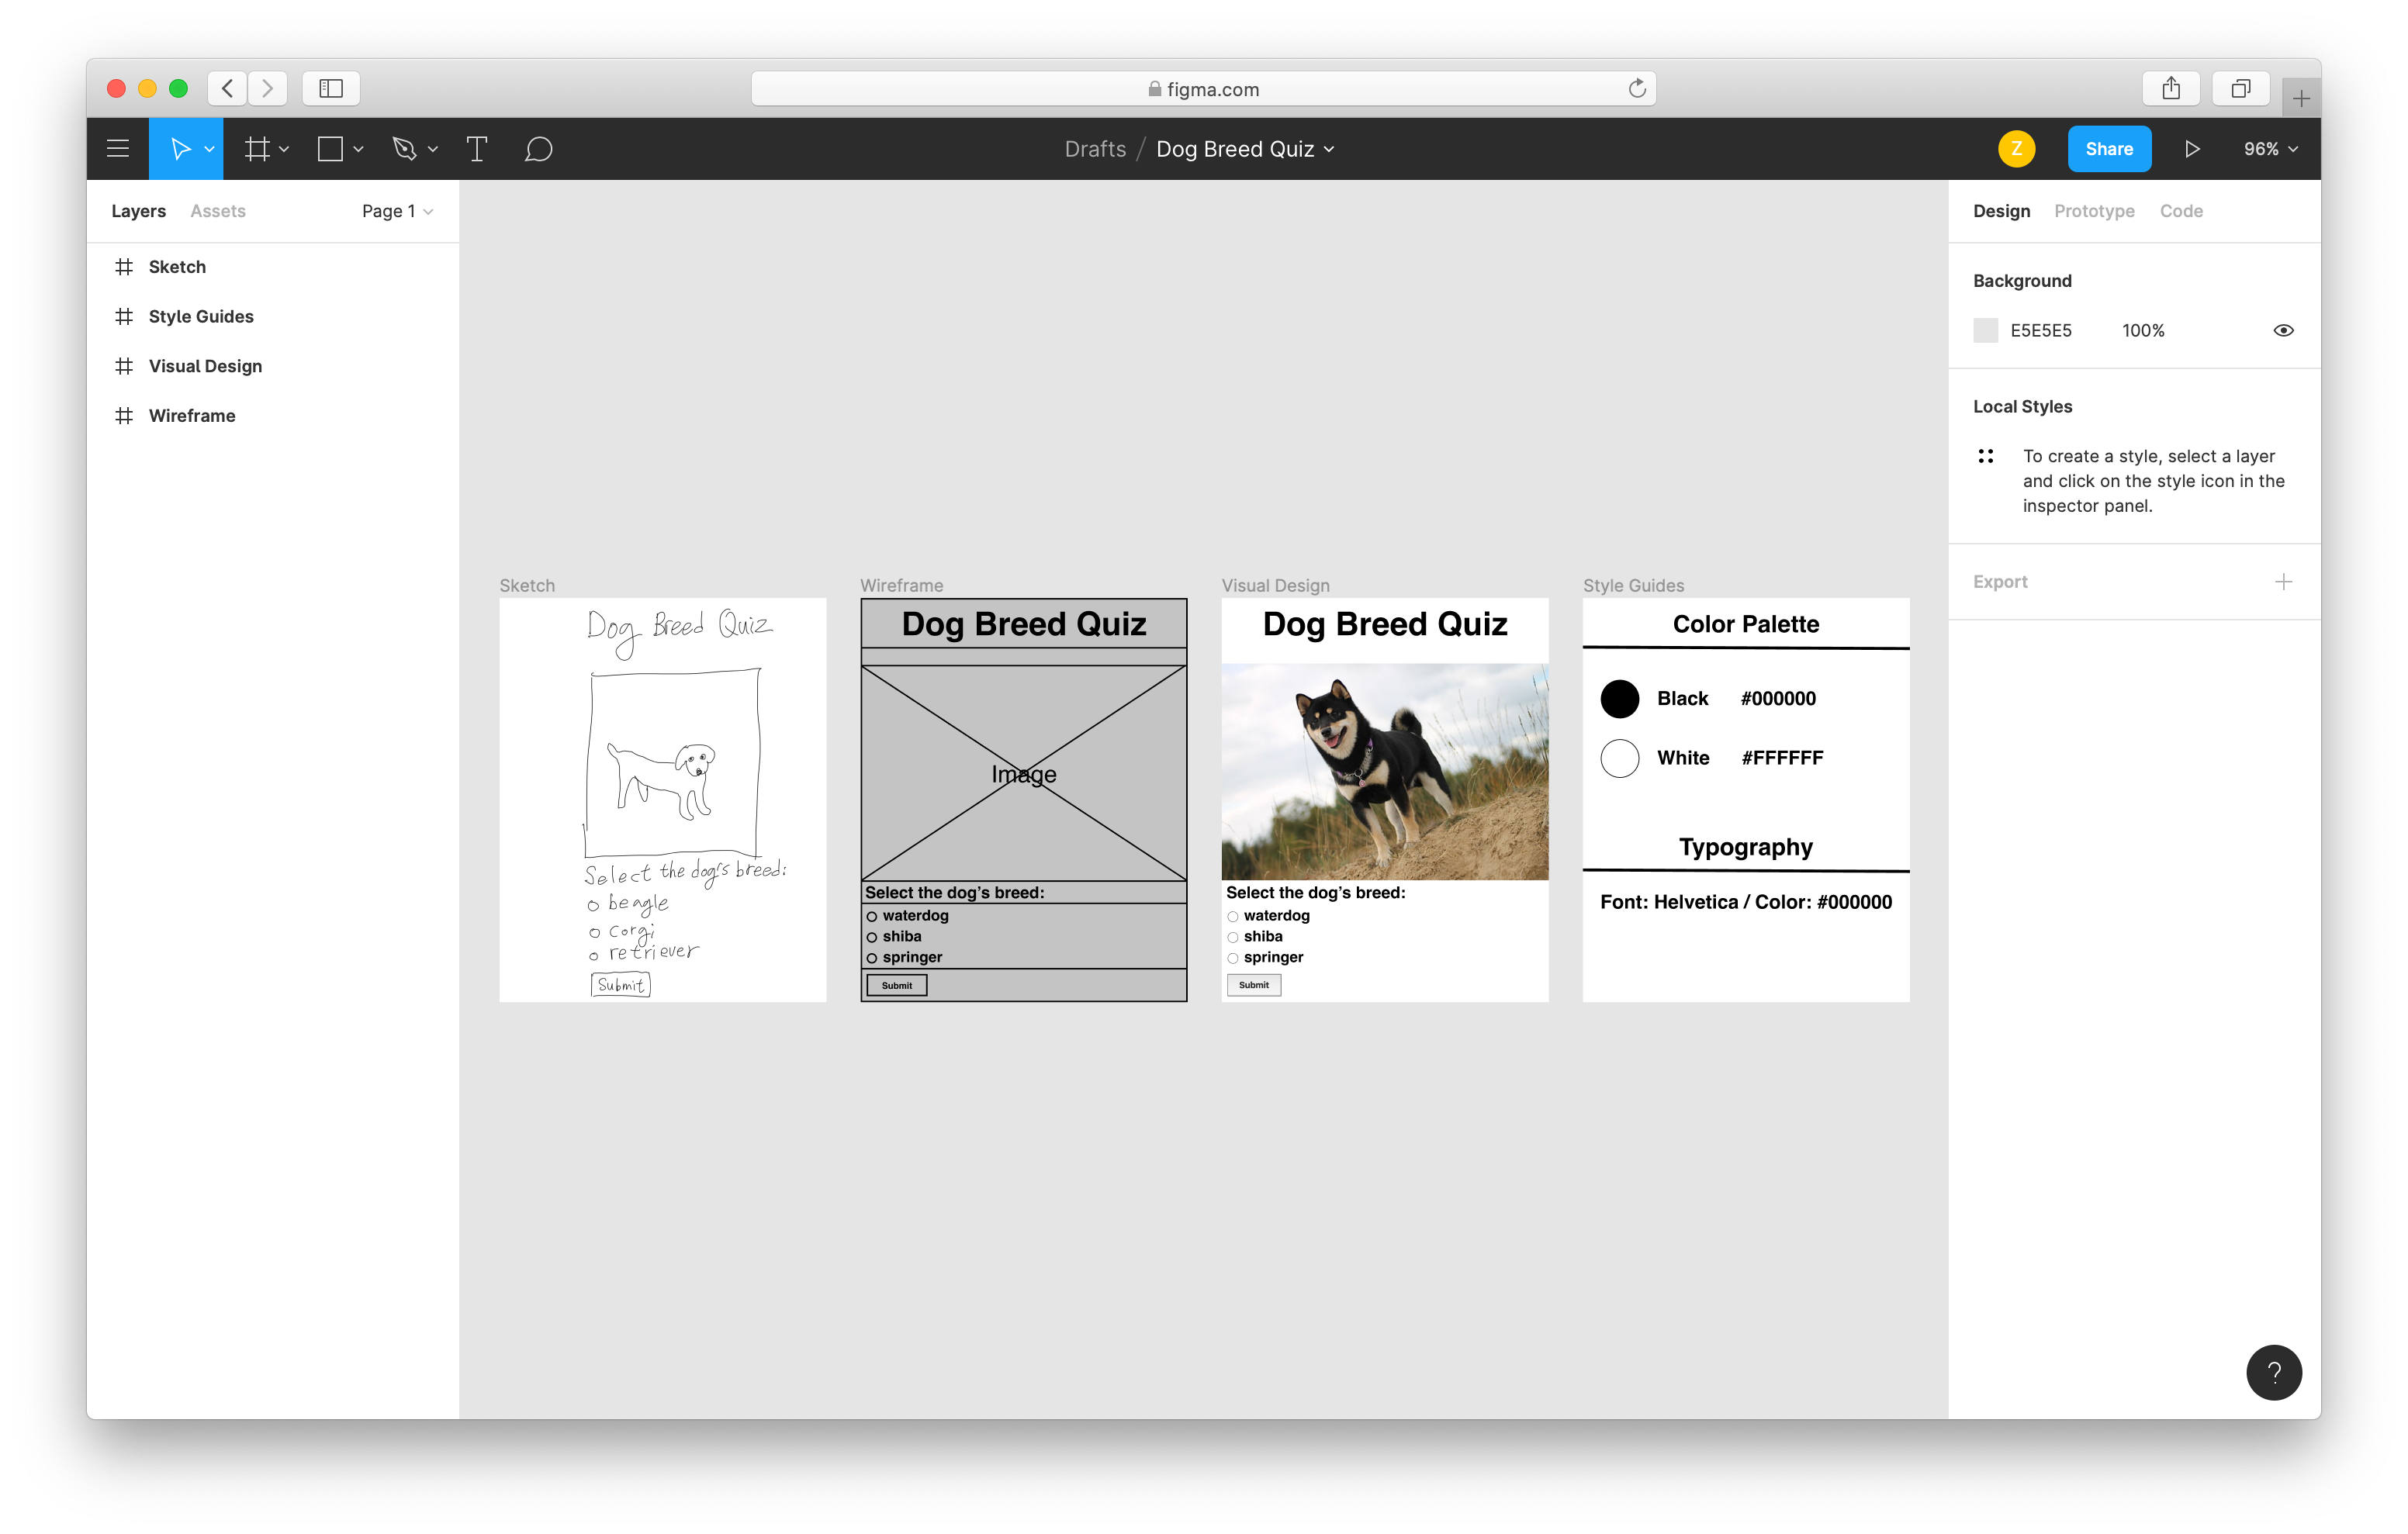 figma.com
Drafts / Dog Breed Quiz
Z
Share
96%
Layers
Assets
Page 1
Sketch
Style Guides
Visual Design
Wireframe
Sketch
Dog Breed Quiz
Select the dog's breed:
beagle
corgi
retriever
Submit
Wireframe
Dog Breed Quiz
Image
Select the dog’s breed:
waterdog
shiba
springer
Submit
Visual Design
Dog Breed Quiz
Select the dog’s breed:
waterdog
shiba
springer
Submit
Style Guides
Color Palette
Black #000000
White #FFFFFF
Typography
Font: Helvetica / Color: #000000
Design
Prototype
Code
Background
E5E5E5 100%
Local Styles
To create a style, select a layer
and click on the style icon in the
inspector panel.
Export
?